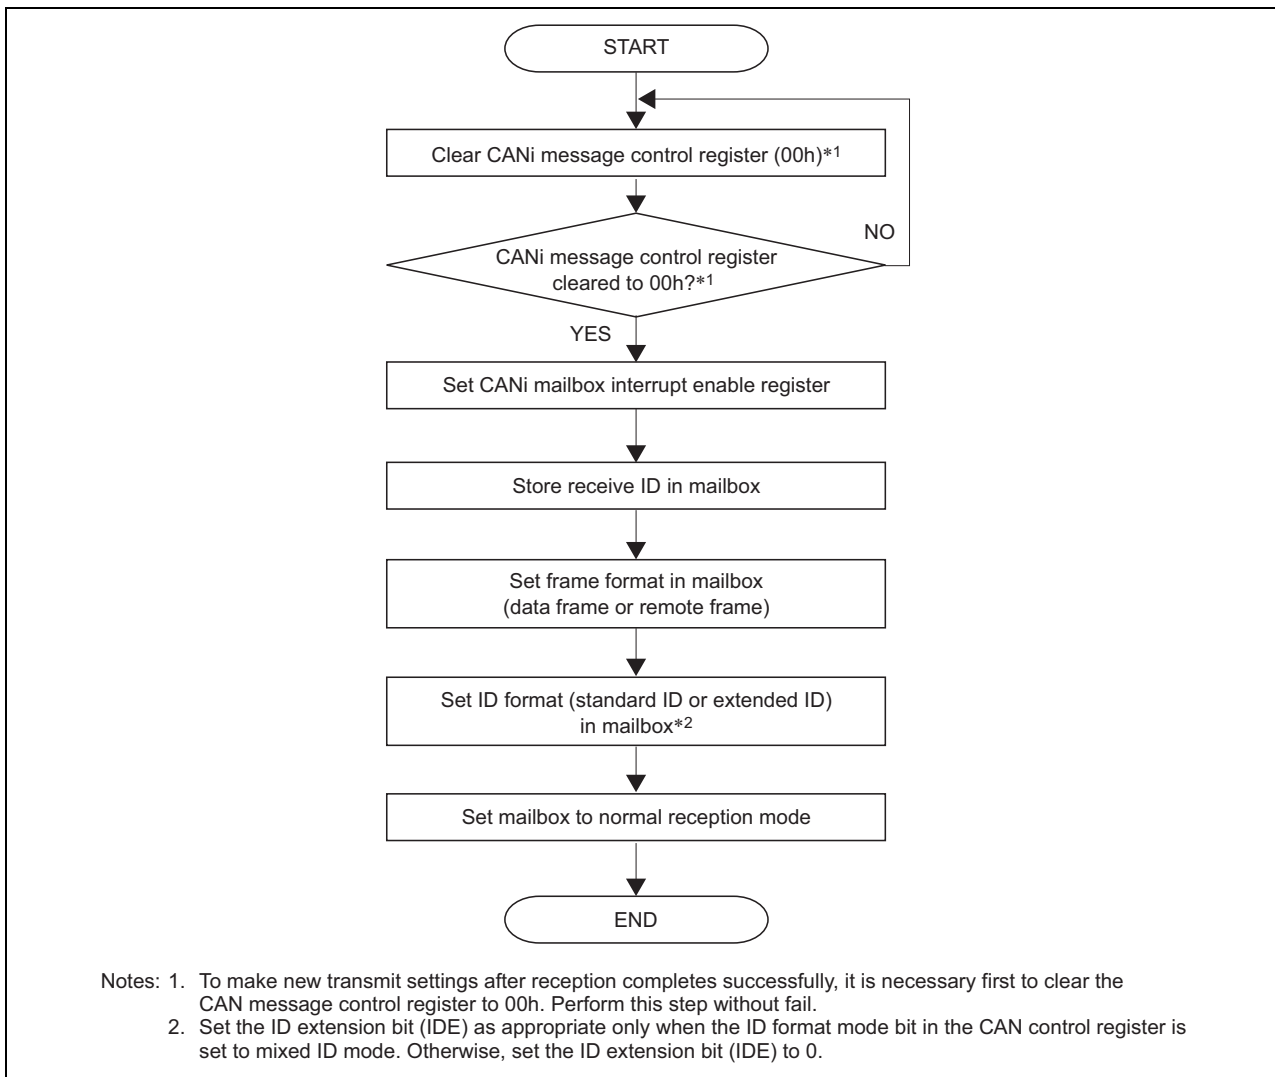 START
Clear CANi message control register (00h)*1
CANi message control register
cleared to 00h?*1
NO
YES
Set CANi mailbox interrupt enable register
Store receive ID in mailbox
Set frame format in mailbox
(data frame or remote frame)
Set ID format (standard ID or extended ID)
in mailbox*2
Set mailbox to normal reception mode
END
Notes: 1. To make new transmit settings after reception completes successfully, it is necessary first to clear the
CAN message control register to 00h. Perform this step without fail.
2. Set the ID extension bit (IDE) as appropriate only when the ID format mode bit in the CAN control register is
set to mixed ID mode. Otherwise, set the ID extension bit (IDE) to 0.